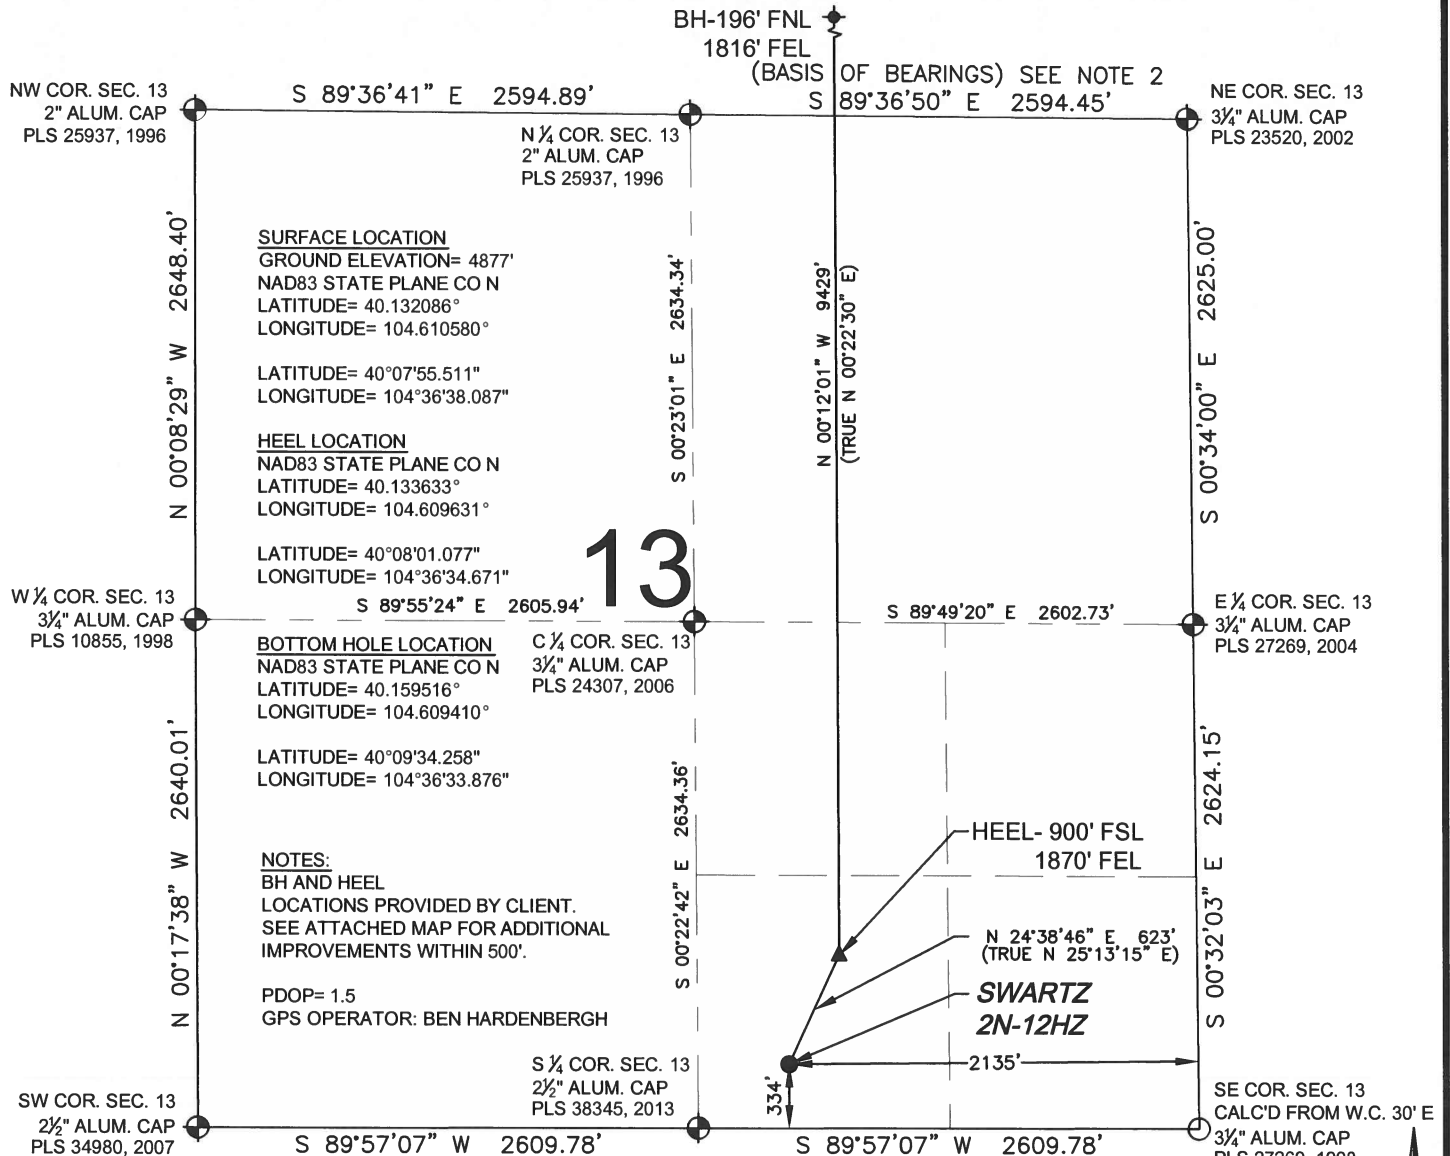 BH-196' FNL
1816' FEL
(BASIS OF BEARINGS) SEE NOTE 2
NW COR. SEC. 13
2" ALUM. CAP
PLS 25937, 1996
S 89°36'41" E 2594.89'
S 89°36'50" E 2594.45'
NE COR. SEC. 13
3¼" ALUM. CAP
PLS 23520, 2002
N ¼ COR. SEC. 13
2" ALUM. CAP
PLS 25937, 1996
N 00°08'29" W 2648.40'
SURFACE LOCATION
GROUND ELEVATION= 4877'
NAD83 STATE PLANE CO N
LATITUDE= 40.132086°
LONGITUDE= 104.610580°
LATITUDE= 40°07'55.511"
LONGITUDE= 104°36'38.087"
HEEL LOCATION
NAD83 STATE PLANE CO N
LATITUDE= 40.133633°
LONGITUDE= 104.609631°
LATITUDE= 40°08'01.077"
LONGITUDE= 104°36'34.671"
S 00°23'01" E 2634.34'
N 00°12'01" W 9429'
(TRUE N 00°22'30" E)
S 00°34'00" E 2625.00'
13
W ¼ COR. SEC. 13
3¼" ALUM. CAP
PLS 10855, 1998
S 89°55'24" E 2605.94'
S 89°49'20" E 2602.73'
E ¼ COR. SEC. 13
3¼" ALUM. CAP
PLS 27269, 2004
C ¼ COR. SEC. 13
3¼" ALUM. CAP
PLS 24307, 2006
BOTTOM HOLE LOCATION
NAD83 STATE PLANE CO N
LATITUDE= 40.159516°
LONGITUDE= 104.609410°
LATITUDE= 40°09'34.258"
LONGITUDE= 104°36'33.876"
N 00°17'38" W 2640.01'
S 00°22'42" E 2634.36'
S 00°32'03" E 2624.15'
HEEL- 900' FSL
1870' FEL
NOTES:
BH AND HEEL
LOCATIONS PROVIDED BY CLIENT.
SEE ATTACHED MAP FOR ADDITIONAL
IMPROVEMENTS WITHIN 500'.
PDOP= 1.5
GPS OPERATOR: BEN HARDENBERGH
N 24°38'46" E 623'
(TRUE N 25°13'15" E)
SWARTZ
2N-12HZ
2135'
334'
S ¼ COR. SEC. 13
2½" ALUM. CAP
PLS 38345, 2013
SW COR. SEC. 13
2½" ALUM. CAP
PLS 34980, 2007
S 89°57'07" W 2609.78'
S 89°57'07" W 2609.78'
SE COR. SEC. 13
CALC'D FROM W.C. 30' E
3¼" ALUM. CAP
PLS 27269, 1998